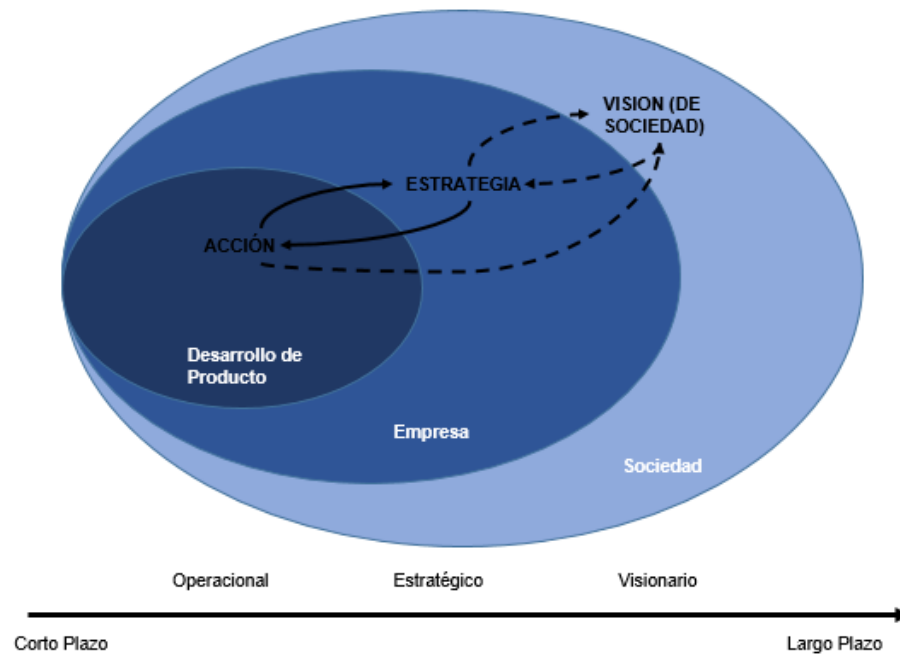 VISION (DE
SOCIEDAD)
ESTRATEGIA
ACCIÓN
Desarrollo de
Producto
Empresa
Sociedad
Operacional
Estratégico
Visionario
Corto Plazo
Largo Plazo